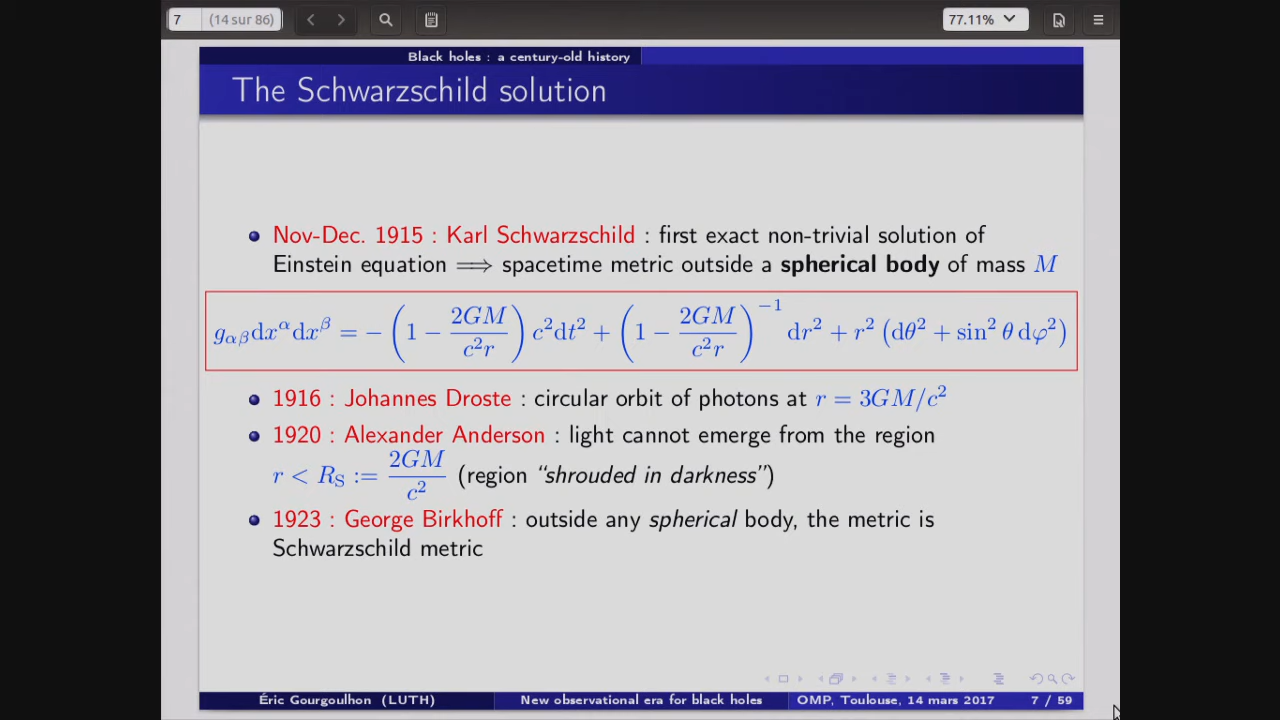 7 (14 sur 86) 77.11%
Black holes : a century-old history
The Schwarzschild solution
Nov-Dec. 1915 : Karl Schwarzschild : first exact non-trivial solution of
Einstein equation ⟹ spacetime metric outside a spherical body of mass M
g_{αβ}dx^αdx^β = −(1 − 2GM/c²r) c²dt² + (1 − 2GM/c²r)^{−1} dr² + r² (dθ² + sin² θ dφ²)
1916 : Johannes Droste : circular orbit of photons at r = 3GM/c²
1920 : Alexander Anderson : light cannot emerge from the region
r < R_S := 2GM/c² (region “shrouded in darkness”)
1923 : George Birkhoff : outside any spherical body, the metric is
Schwarzschild metric
Éric Gourgoulhon (LUTH) New observational era for black holes OMP, Toulouse, 14 mars 2017 7 / 59